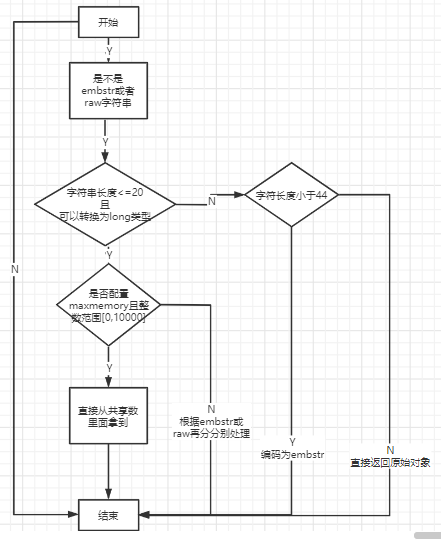 开始
Y
是不是
embstr或者
raw字符串
Y
字符串长度<=20
且
可以转换为long类型
N
字符长度小于44
Y
N
是否配置
maxmemory且整
数范围[0,10000]
Y
直接从共享数
里面拿到
N
根据embstr或
raw再分分别处理
Y
编码为embstr
N
直接返回原始对象
结束